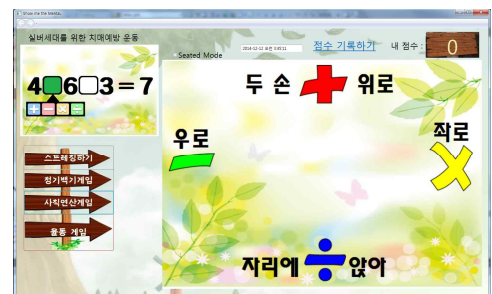 실버세대를 위한 치매예방 운동
Seated Mode
점수 기록하기
내 점수 :
0
4 6 3 = 7
+ − × ÷
두 손 + 위로
우로 −
좌로 ×
자리에 ÷ 앉아
스트레칭하기
청기백기게임
사칙연산게임
율동 게임